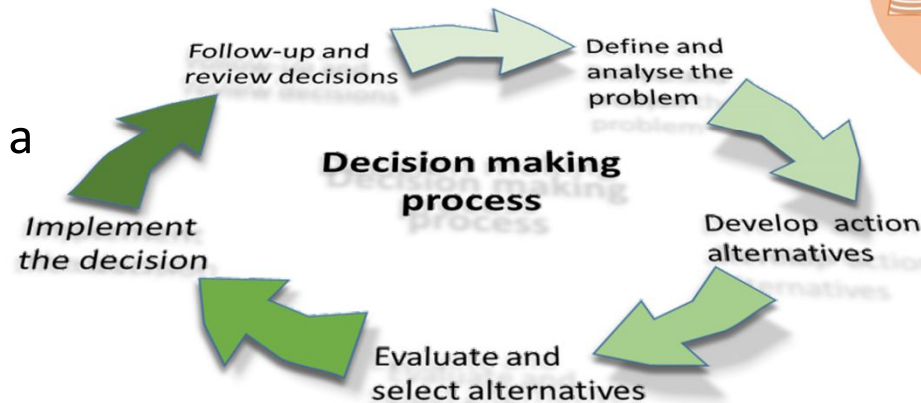 Follow-up and
review decisions
Define and
analyse the
problem
a
Decision making
process
Implement
the decision
Develop action
alternatives
Evaluate and
select alternatives